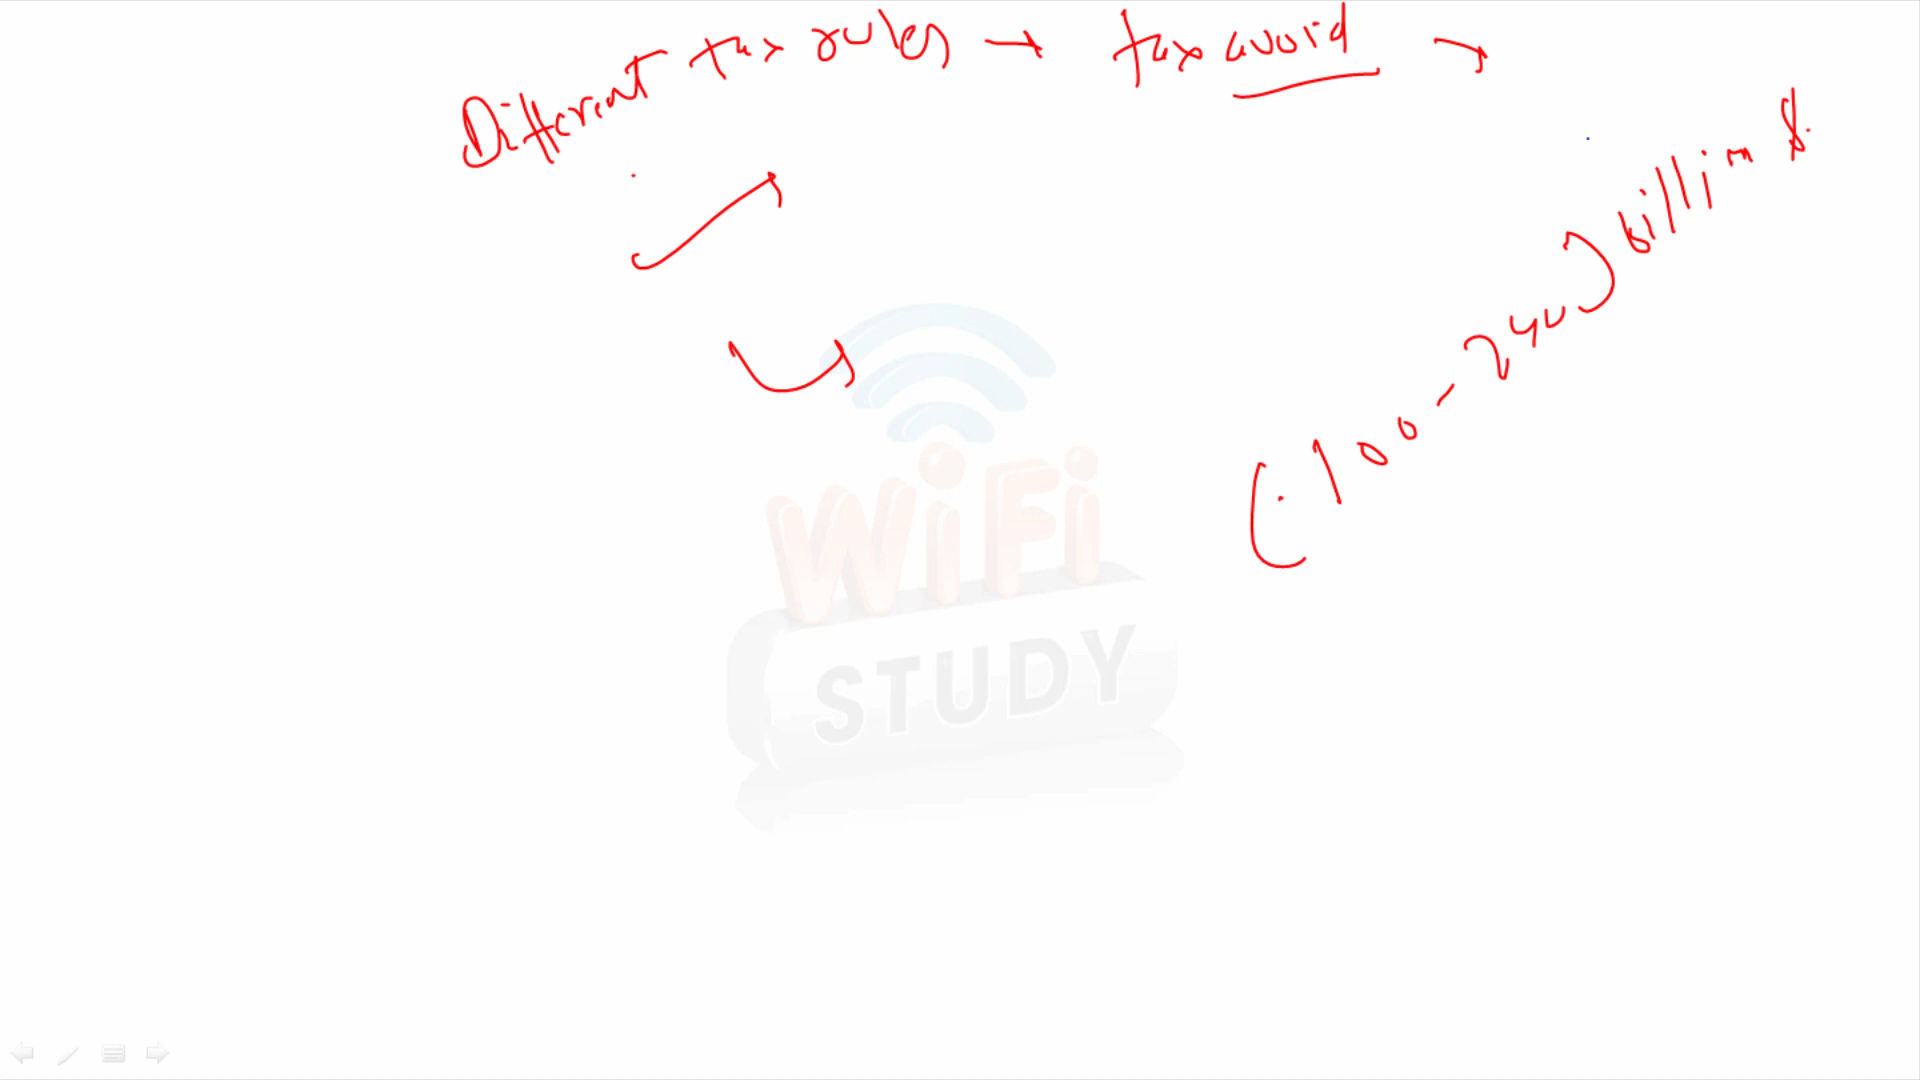 Different tax rules → tax avoid →
(100 - 240) billion $.
WiFi
STUDY